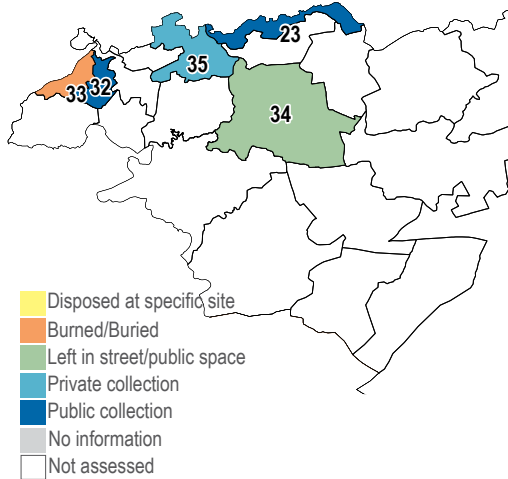 23
35
33
32
34
Disposed at specific site
Burned/Buried
Left in street/public space
Private collection
Public collection
No information
Not assessed